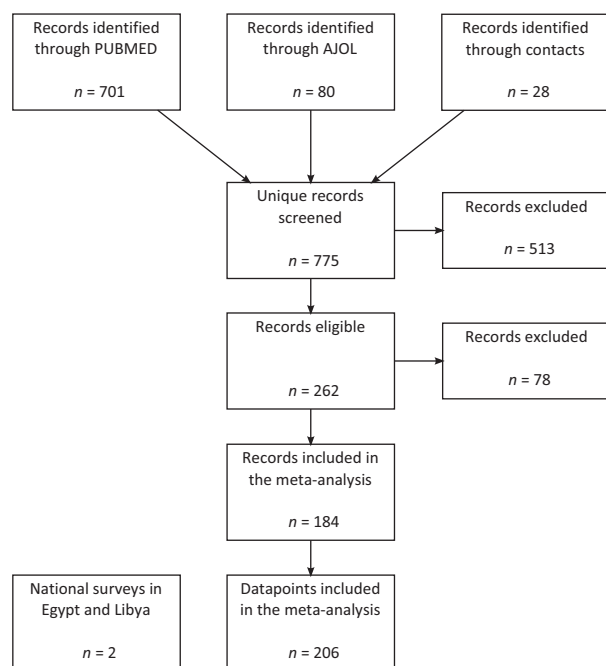 Records identified
through PUBMED
n = 701
Records identified
through AJOL
n = 80
Records identified
through contacts
n = 28
Unique records
screened
n = 775
Records excluded
n = 513
Records eligible
n = 262
Records excluded
n = 78
Records included in
the meta-analysis
n = 184
National surveys in
Egypt and Libya
n = 2
Datapoints included
in the meta-analysis
n = 206